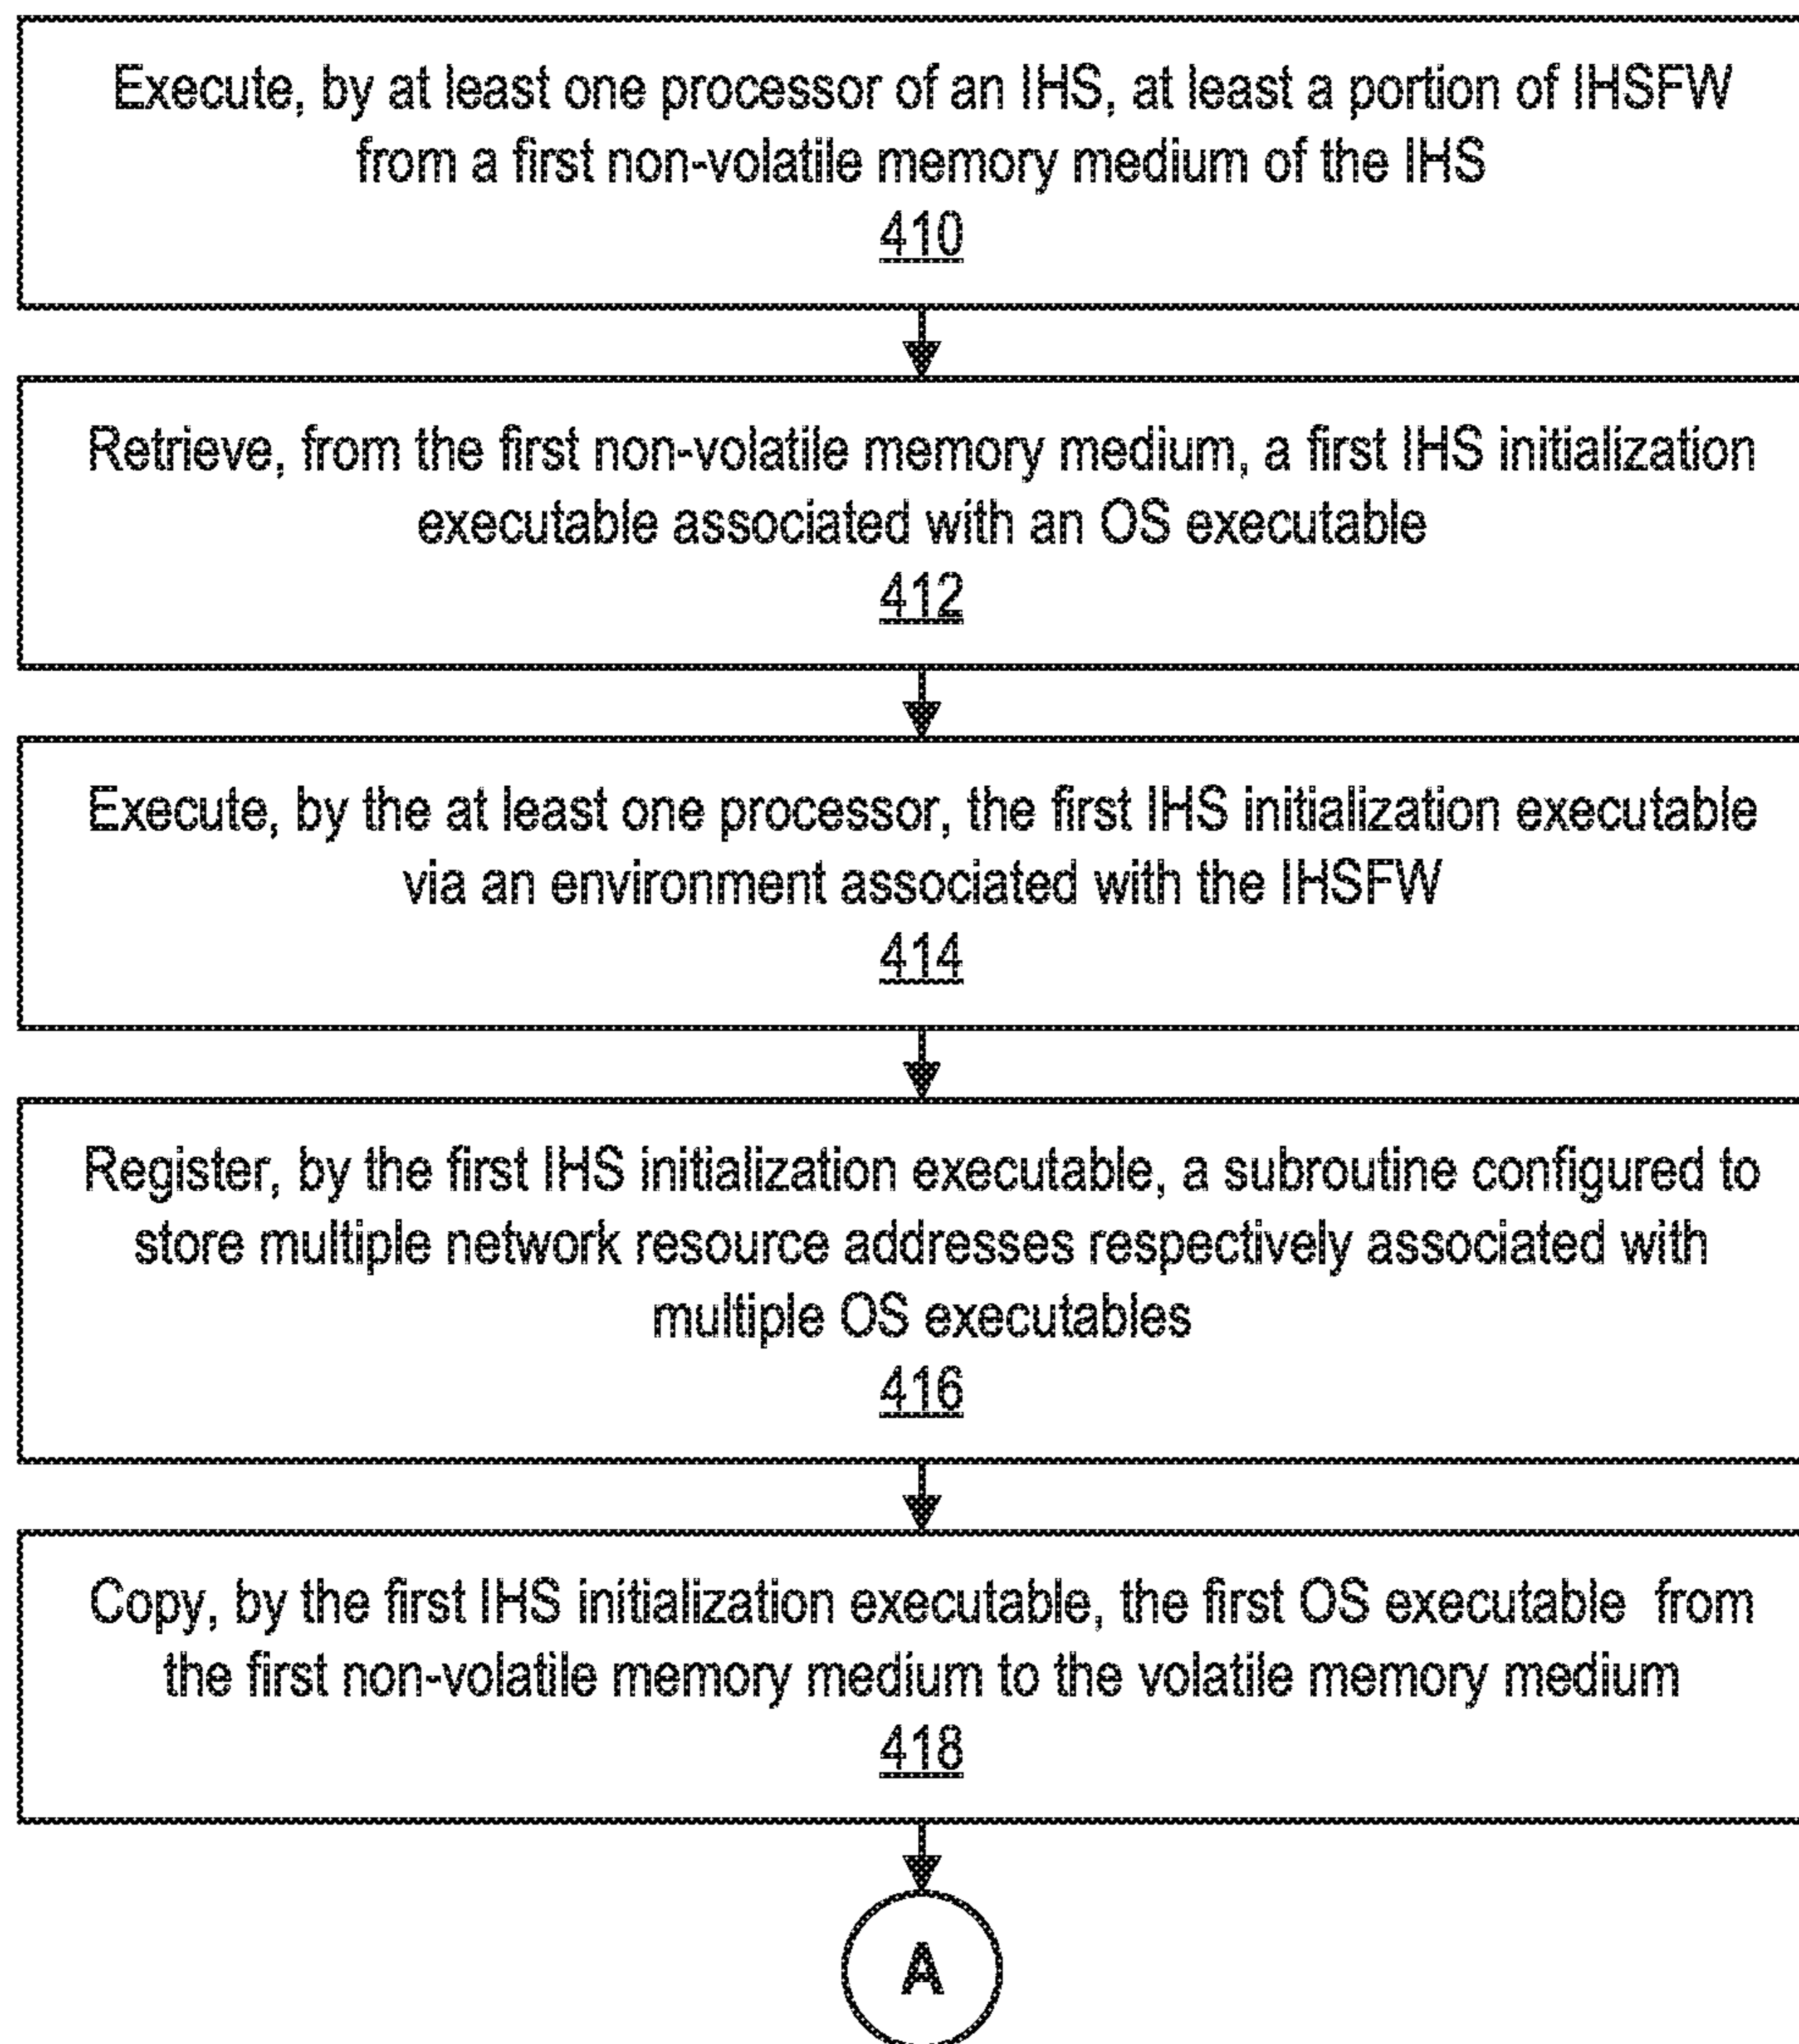 Execute, by at least one processor of an IHS, at least a portion of IHSFW
from a first non-volatile memory medium of the IHS
410
Retrieve, from the first non-volatile memory medium, a first IHS initialization
executable associated with an OS executable
412
Execute, by the at least one processor, the first IHS initialization executable
via an environment associated with the IHSFW
414
Register, by the first IHS initialization executable, a subroutine configured to
store multiple network resource addresses respectively associated with
multiple OS executables
416
Copy, by the first IHS initialization executable, the first OS executable from
the first non-volatile memory medium to the volatile memory medium
418
A